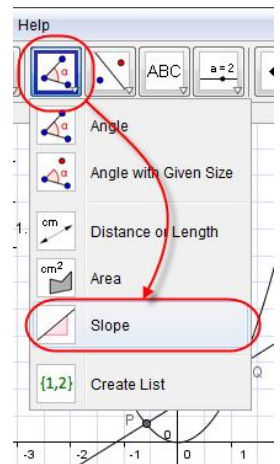 Help
α
ABC
a = 2
α Angle
α Angle with Given Size
cm Distance or Length
cm² Area
Slope
{1,2} Create List
1.
Q
P
0
-3 -2 -1 0 1